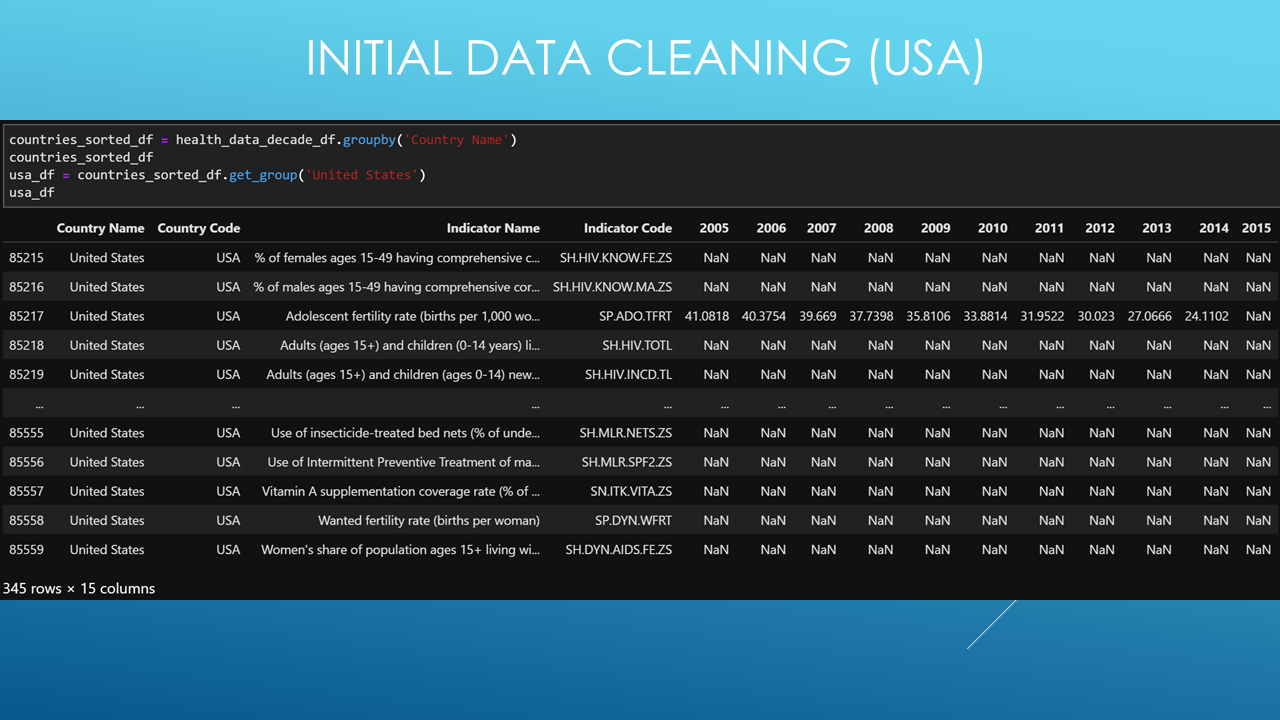 INITIAL DATA CLEANING (USA)
countries_sorted_df = health_data_decade_df.groupby('Country Name')
countries_sorted_df
usa_df = countries_sorted_df.get_group('United States')
usa_df
Country Name Country Code Indicator Name Indicator Code 2005 2006 2007 2008 2009 2010 2011 2012 2013 2014 2015
85215 United States USA % of females ages 15-49 having comprehensive c... SH.HIV.KNOW.FE.ZS NaN NaN NaN NaN NaN NaN NaN NaN NaN NaN NaN
85216 United States USA % of males ages 15-49 having comprehensive cor... SH.HIV.KNOW.MA.ZS NaN NaN NaN NaN NaN NaN NaN NaN NaN NaN NaN
85217 United States USA Adolescent fertility rate (births per 1,000 wo... SP.ADO.TFRT 41.0818 40.3754 39.669 37.7398 35.8106 33.8814 31.9522 30.023 27.0666 24.1102 NaN
85218 United States USA Adults (ages 15+) and children (0-14 years) li... SH.HIV.TOTL NaN NaN NaN NaN NaN NaN NaN NaN NaN NaN NaN
85219 United States USA Adults (ages 15+) and children (ages 0-14) new... SH.HIV.INCD.TL NaN NaN NaN NaN NaN NaN NaN NaN NaN NaN NaN
... ... ... ... ... ... ... ... ... ... ... ... ... ... ... ...
85555 United States USA Use of insecticide-treated bed nets (% of unde... SH.MLR.NETS.ZS NaN NaN NaN NaN NaN NaN NaN NaN NaN NaN NaN
85556 United States USA Use of Intermittent Preventive Treatment of ma... SH.MLR.SPF2.ZS NaN NaN NaN NaN NaN NaN NaN NaN NaN NaN NaN
85557 United States USA Vitamin A supplementation coverage rate (% of ... SN.ITK.VITA.ZS NaN NaN NaN NaN NaN NaN NaN NaN NaN NaN NaN
85558 United States USA Wanted fertility rate (births per woman) SP.DYN.WFRT NaN NaN NaN NaN NaN NaN NaN NaN NaN NaN NaN
85559 United States USA Women's share of population ages 15+ living wi... SH.DYN.AIDS.FE.ZS NaN NaN NaN NaN NaN NaN NaN NaN NaN NaN NaN
345 rows × 15 columns